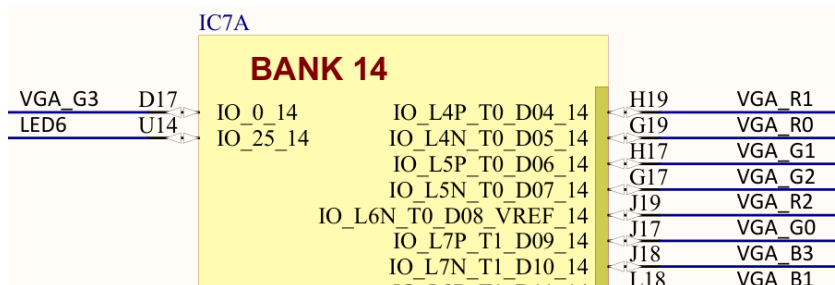 IC7A
BANK 14
VGA_G3 D17 IO_0_14 IO_L4P_T0_D04_14 H19 VGA_R1
LED6 U14 IO_25_14 IO_L4N_T0_D05_14 G19 VGA_R0
IO_L5P_T0_D06_14 H17 VGA_G1
IO_L5N_T0_D07_14 G17 VGA_G2
IO_L6N_T0_D08_VREF_14 J19 VGA_R2
IO_L7P_T1_D09_14 J17 VGA_G0
IO_L7N_T1_D10_14 J18 VGA_B3
L18 VGA_B1